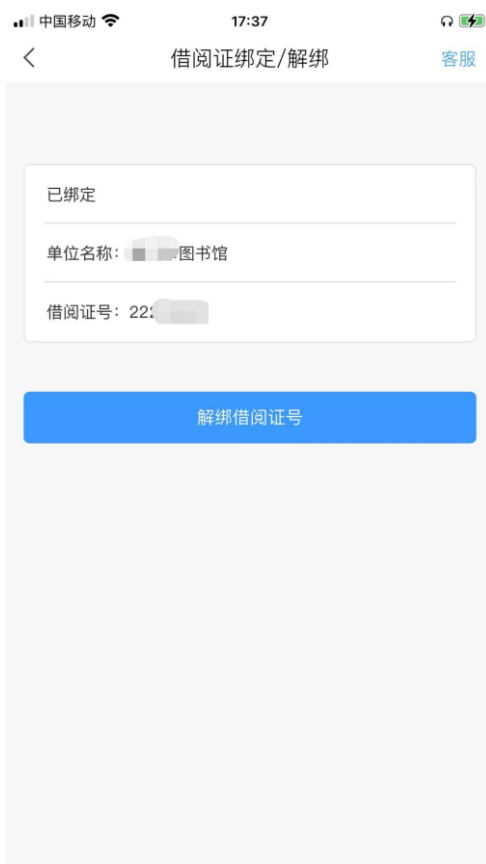 中国移动 17:37
借阅证绑定/解绑 客服
已绑定
单位名称: 图书馆
借阅证号: 222
解绑借阅证号